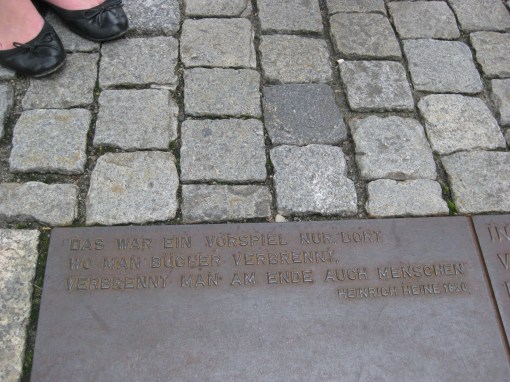 "DAS WAR EIN VORSPIEL NUR, DORT
WO MAN BÜCHER VERBRENNT,
VERBRENNT MAN AM ENDE AUCH MENSCHEN."
HEINRICH HEINE 1820
IN